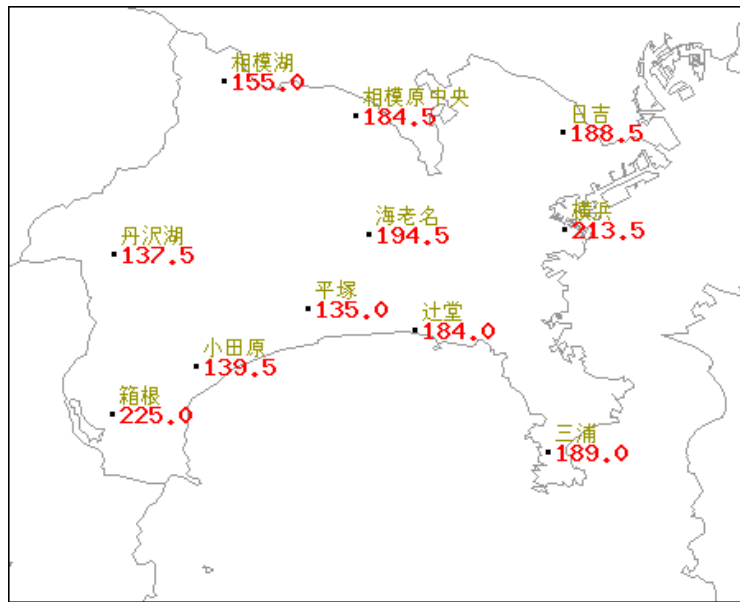 相模湖
155.0
相模原中央
184.5
日吉
188.5
海老名
194.5
横浜
213.5
丹沢湖
137.5
平塚
135.0
辻堂
184.0
小田原
139.5
箱根
225.0
三浦
189.0